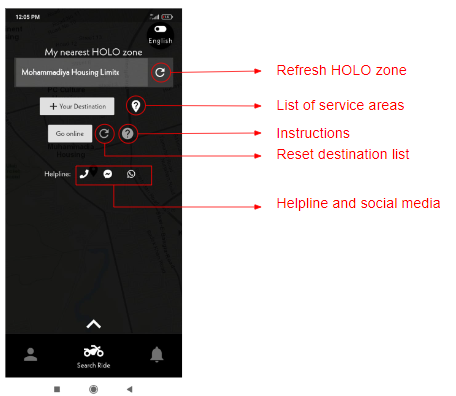 12:05 PM
English
My nearest HOLO zone
Mohammadiya Housing Limite
Refresh HOLO zone
+ Your Destination
List of service areas
Go online
Instructions
Reset destination list
Helpline:
Helpline and social media
Search Ride